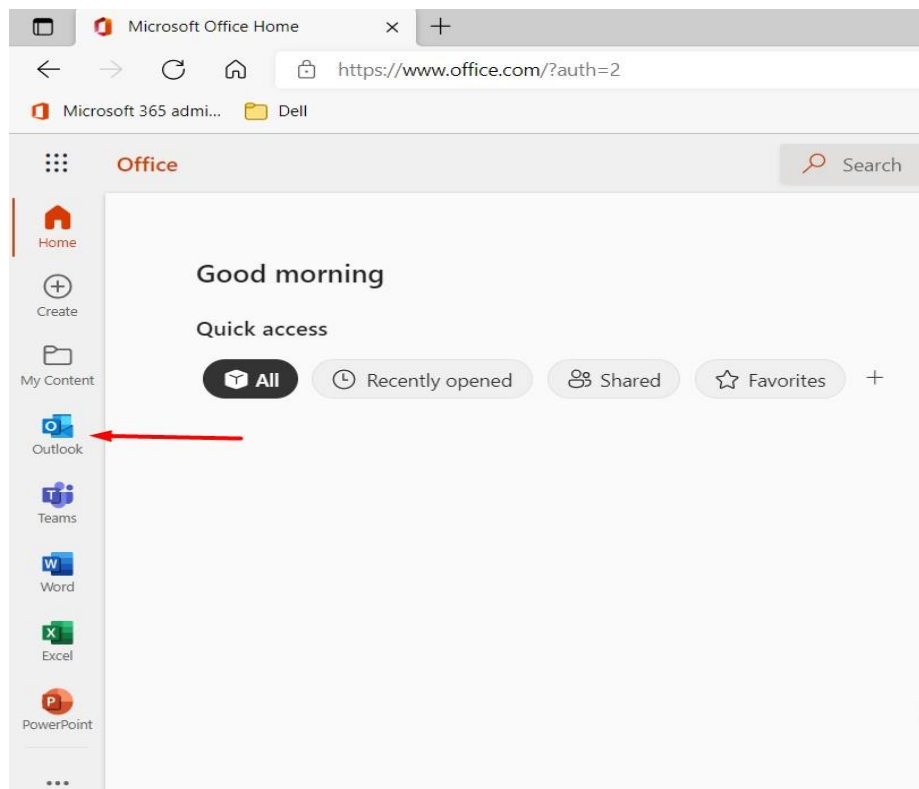 Microsoft Office Home
https://www.office.com/?auth=2
Microsoft 365 admi... Dell
Office Search
Home
Create
My Content
Outlook
Teams
Word
Excel
PowerPoint
Good morning
Quick access
All Recently opened Shared Favorites